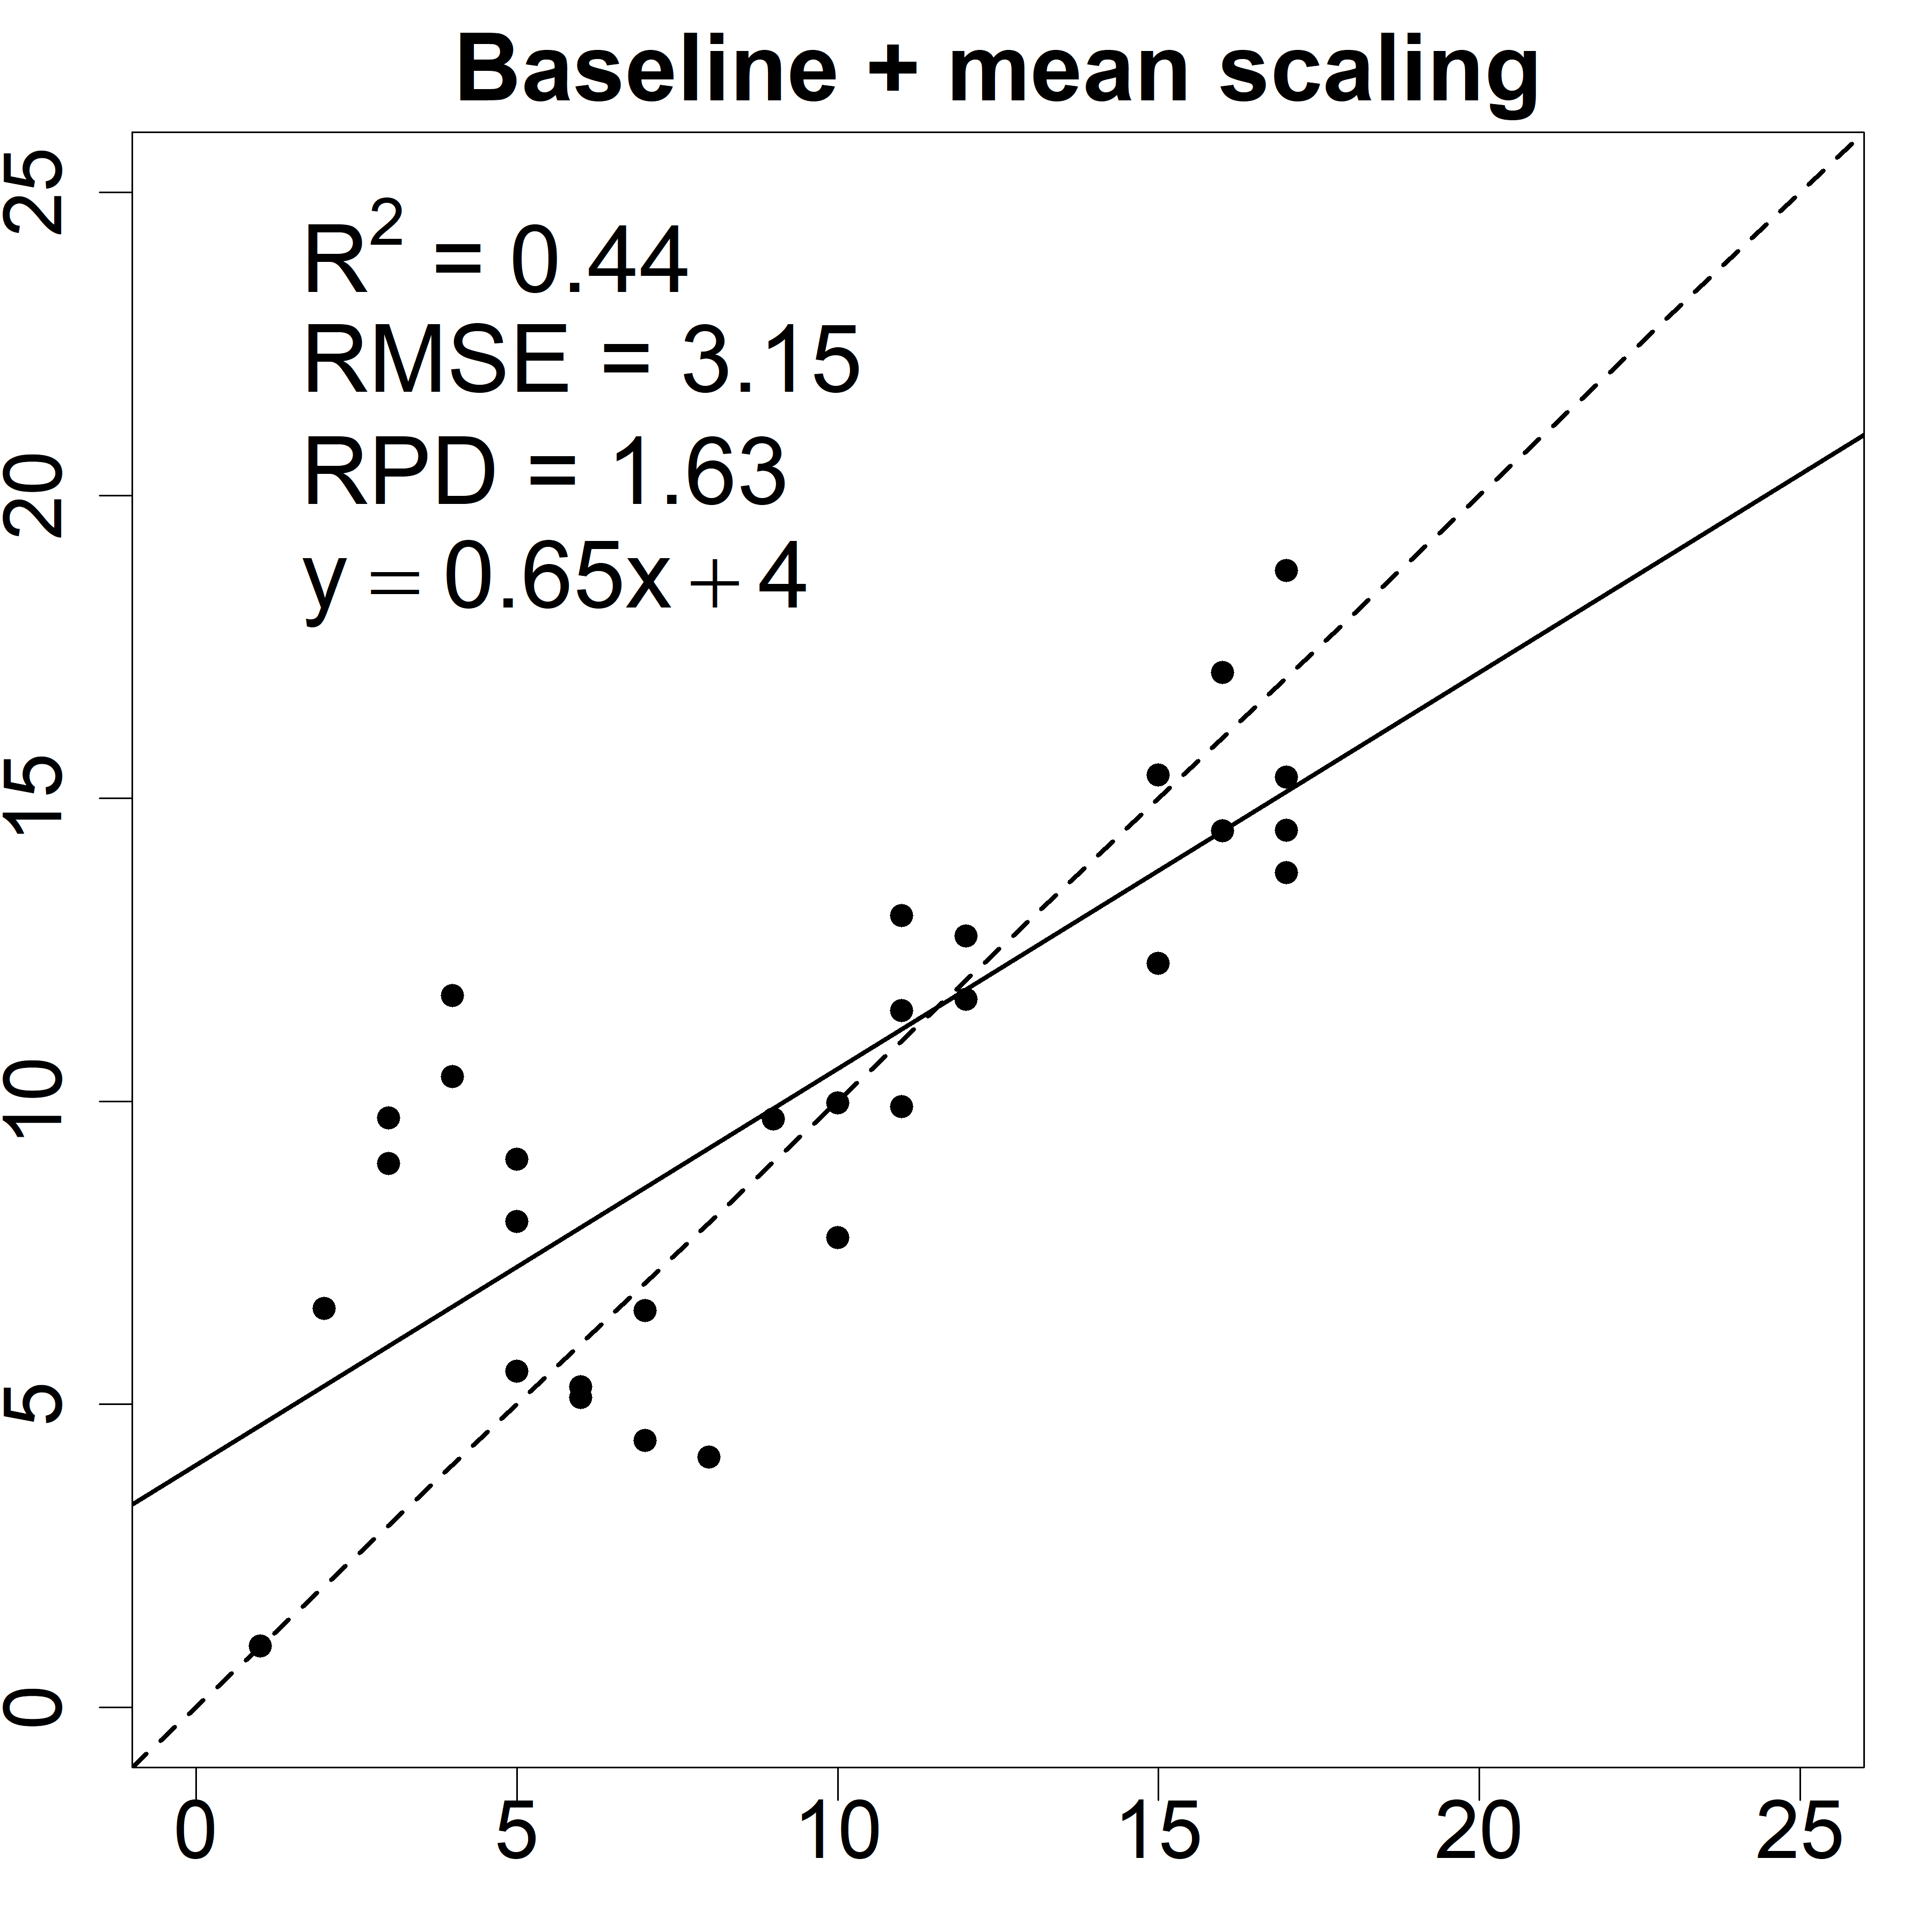 Baseline + mean scaling
R² = 0.44
RMSE = 3.15
RPD = 1.63
y = 0.65x + 4
25
20
15
10
5
0
0 5 10 15 20 25